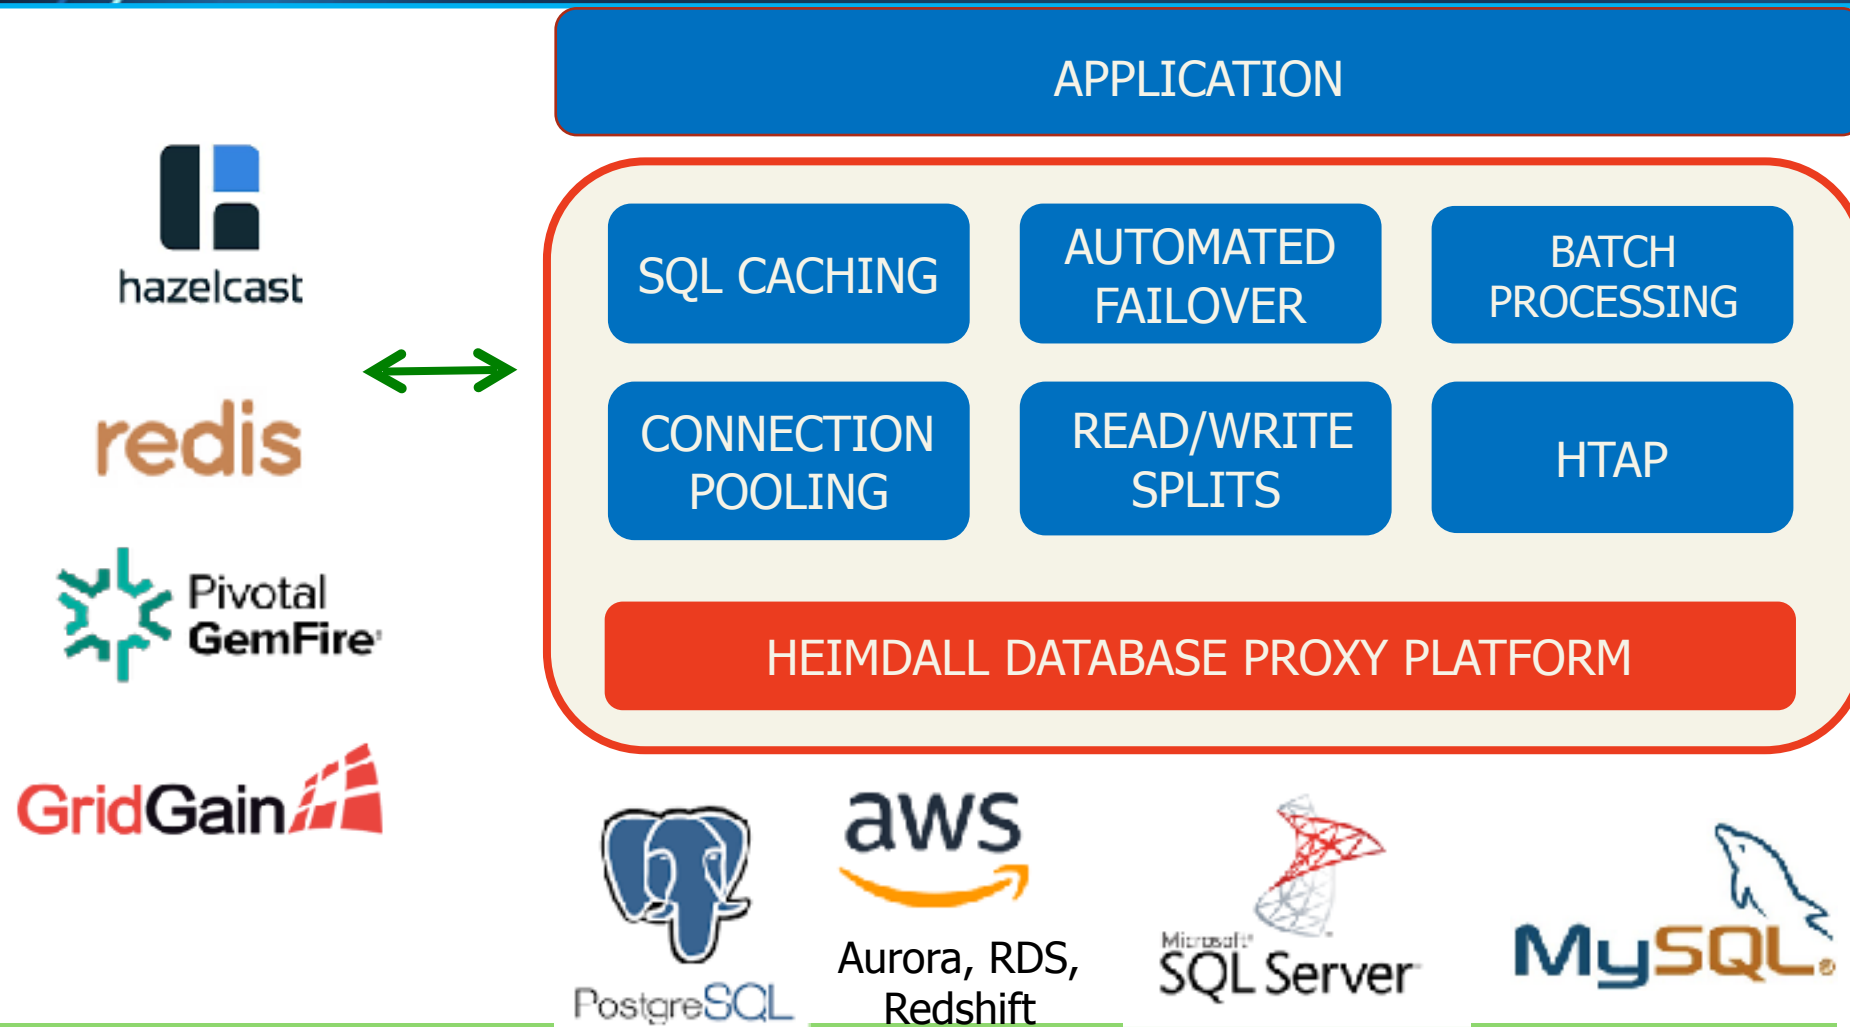 APPLICATION
hazelcast
redis
Pivotal
GemFire
GridGain
SQL CACHING
AUTOMATED
FAILOVER
BATCH
PROCESSING
CONNECTION
POOLING
READ/WRITE
SPLITS
HTAP
HEIMDALL DATABASE PROXY PLATFORM
PostgreSQL
aws
Aurora, RDS,
Redshift
Microsoft®
SQL Server
MySQL®